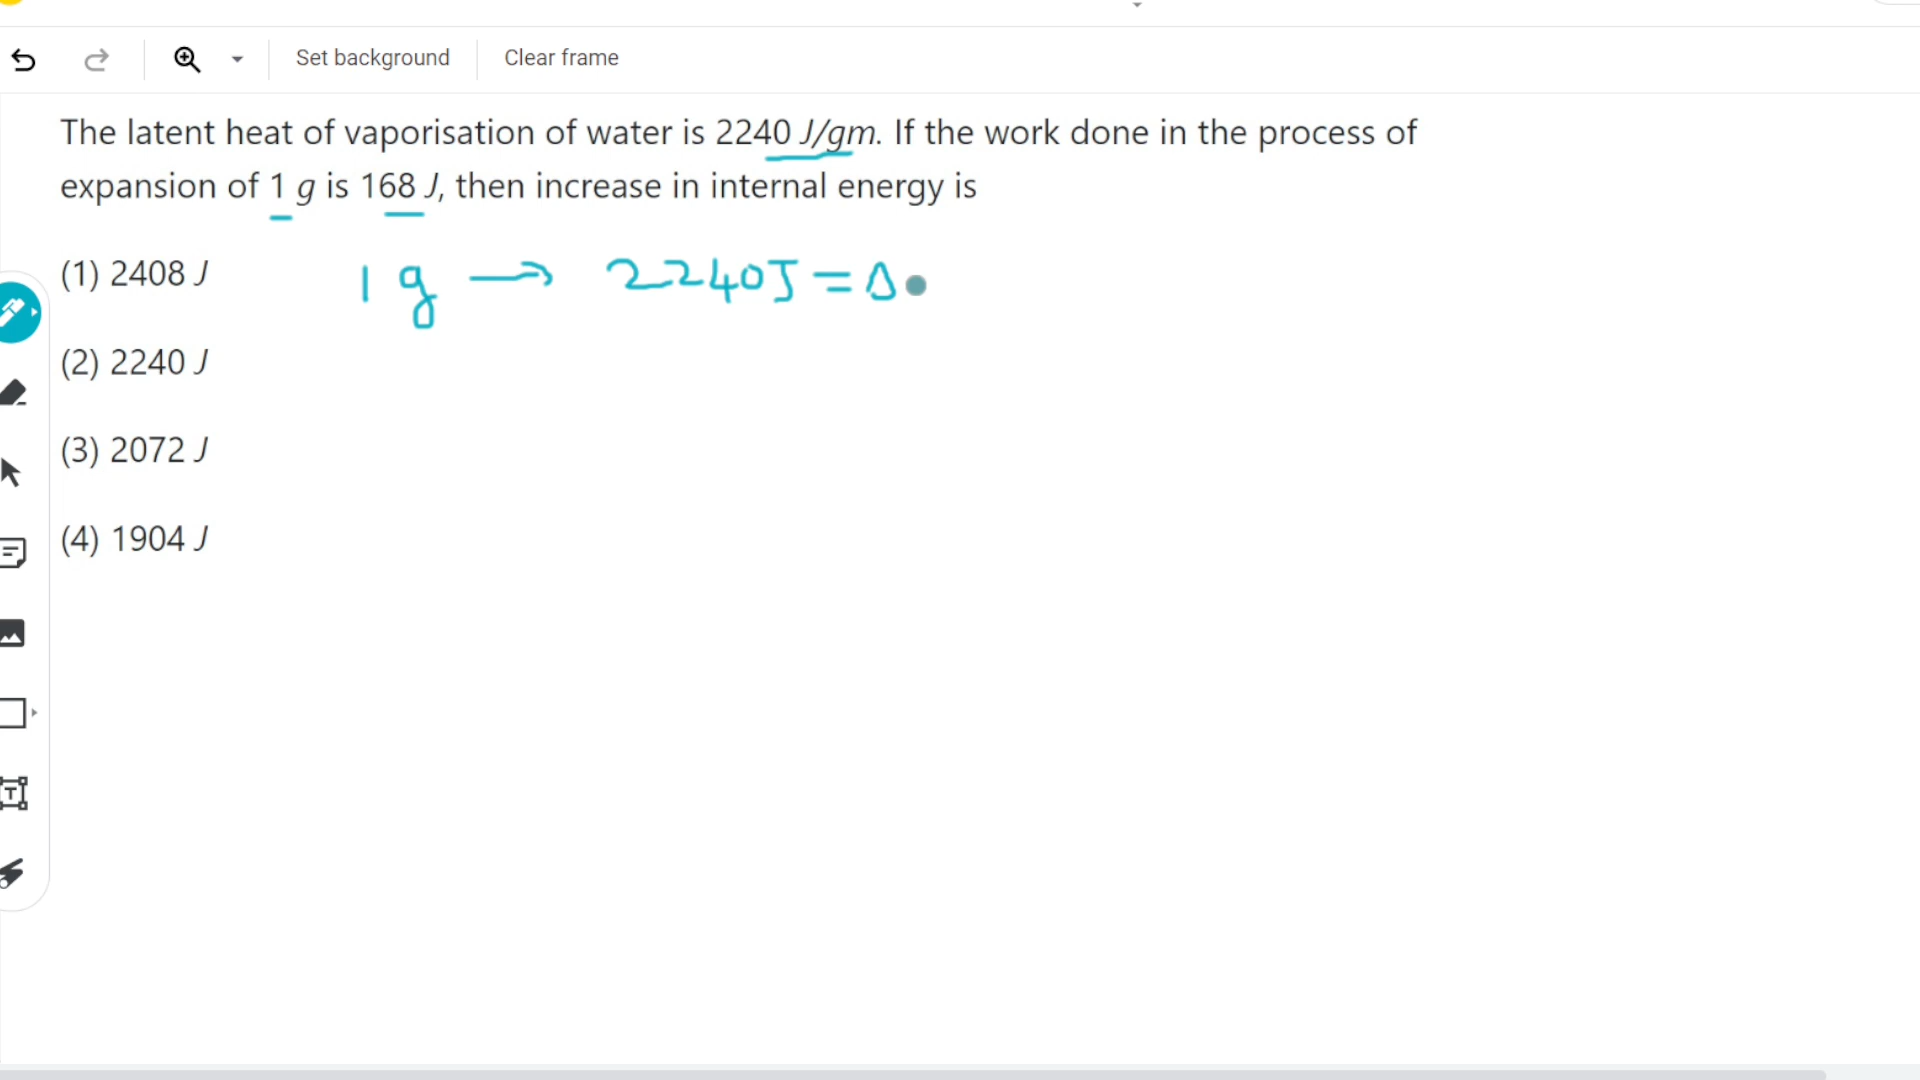 Set background
Clear frame
The latent heat of vaporisation of water is 2240 J/gm. If the work done in the process of
expansion of 1 g is 168 J, then increase in internal energy is
(1) 2408 J
1 g → 2240J = Δ
(2) 2240 J
(3) 2072 J
(4) 1904 J